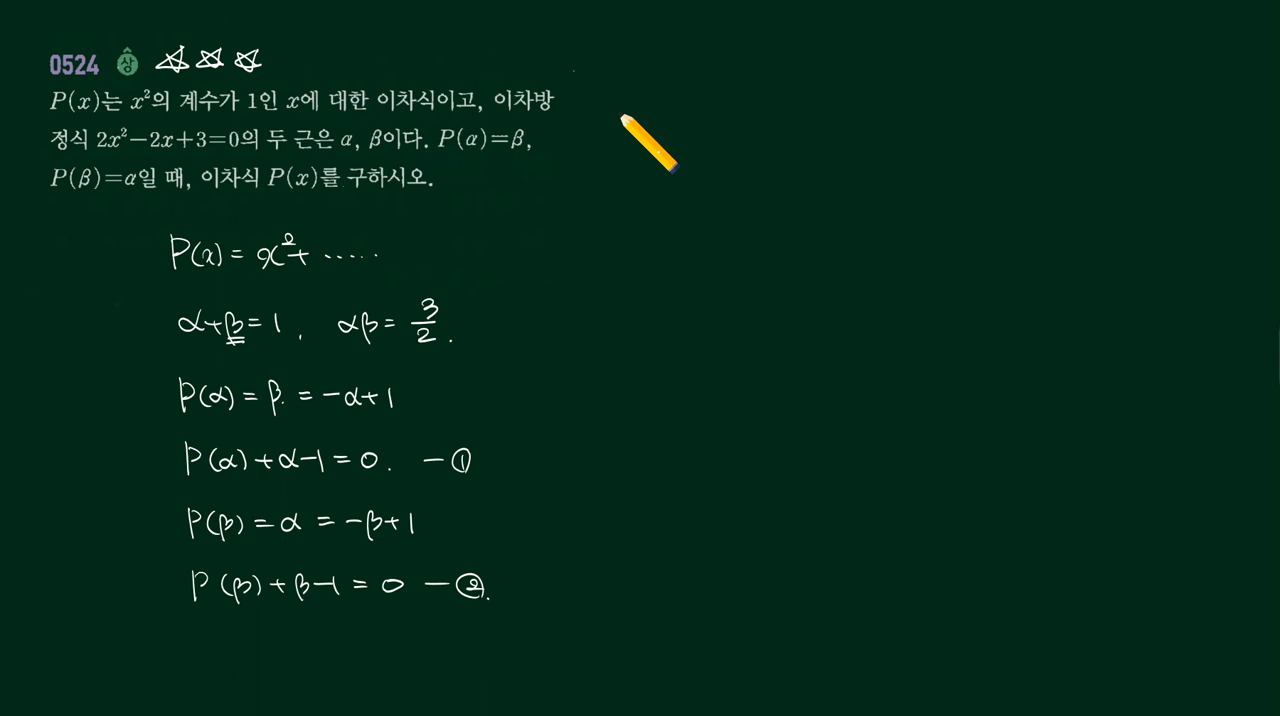 0524 상 ☆☆☆
P(x)는 x²의 계수가 1인 x에 대한 이차식이고, 이차방
정식 2x²−2x+3=0의 두 근은 α, β이다. P(α)=β,
P(β)=α일 때, 이차식 P(x)를 구하시오.
P(x) = x²+ ·····
α+β=1, αβ= 3/2.
P(α) = β. = −α+1
P(α)+α−1=0. −①
P(β) = α = −β+1
P(β)+β−1 = 0 −②.